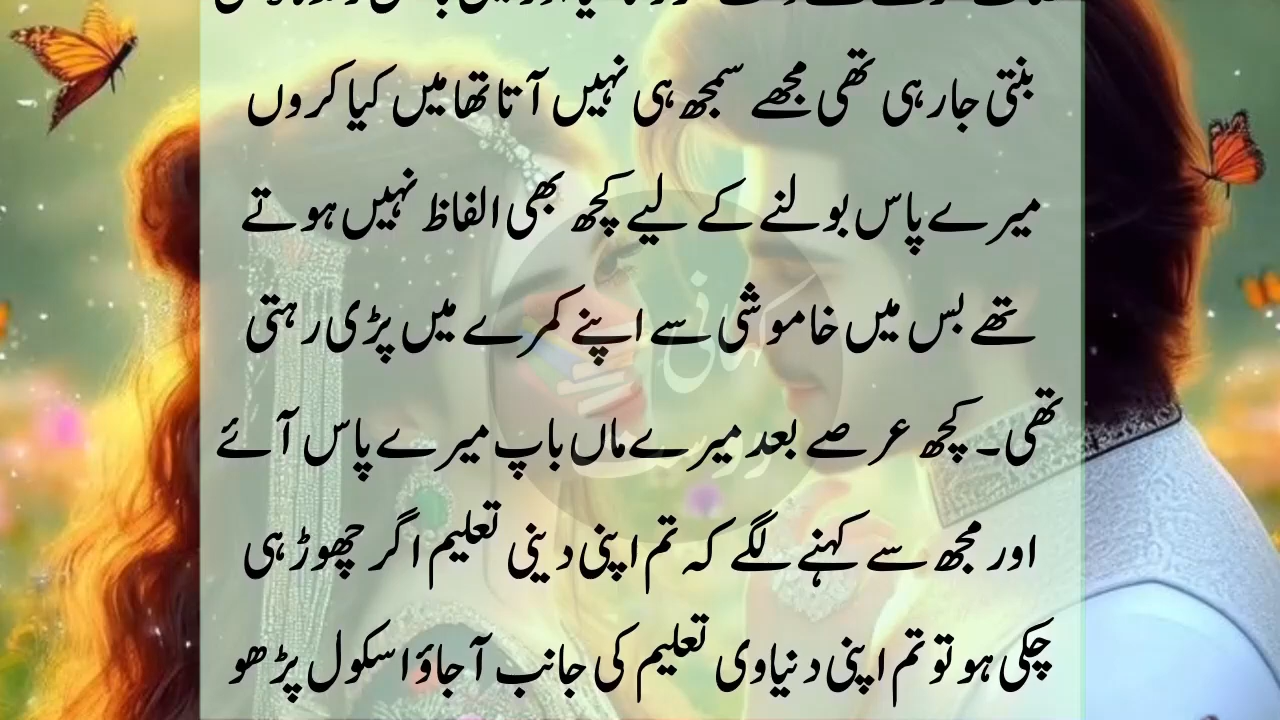 بنتی جا رہی تھی مجھے سمجھ ہی نہیں آتا تھا میں کیا کروں
میرے پاس بولنے کے لیے کچھ بھی الفاظ نہیں ہوتے
تھے بس میں خاموشی سے اپنے کمرے میں پڑی رہتی
تھی۔ کچھ عرصے بعد میرے ماں باپ میرے پاس آئے
اور مجھ سے کہنے لگے کہ تم اپنی دینی تعلیم اگر چھوڑ ہی
چکی ہو تو تم اپنی دنیاوی تعلیم کی جانب آ جاؤ اسکول پڑھو
کہانی